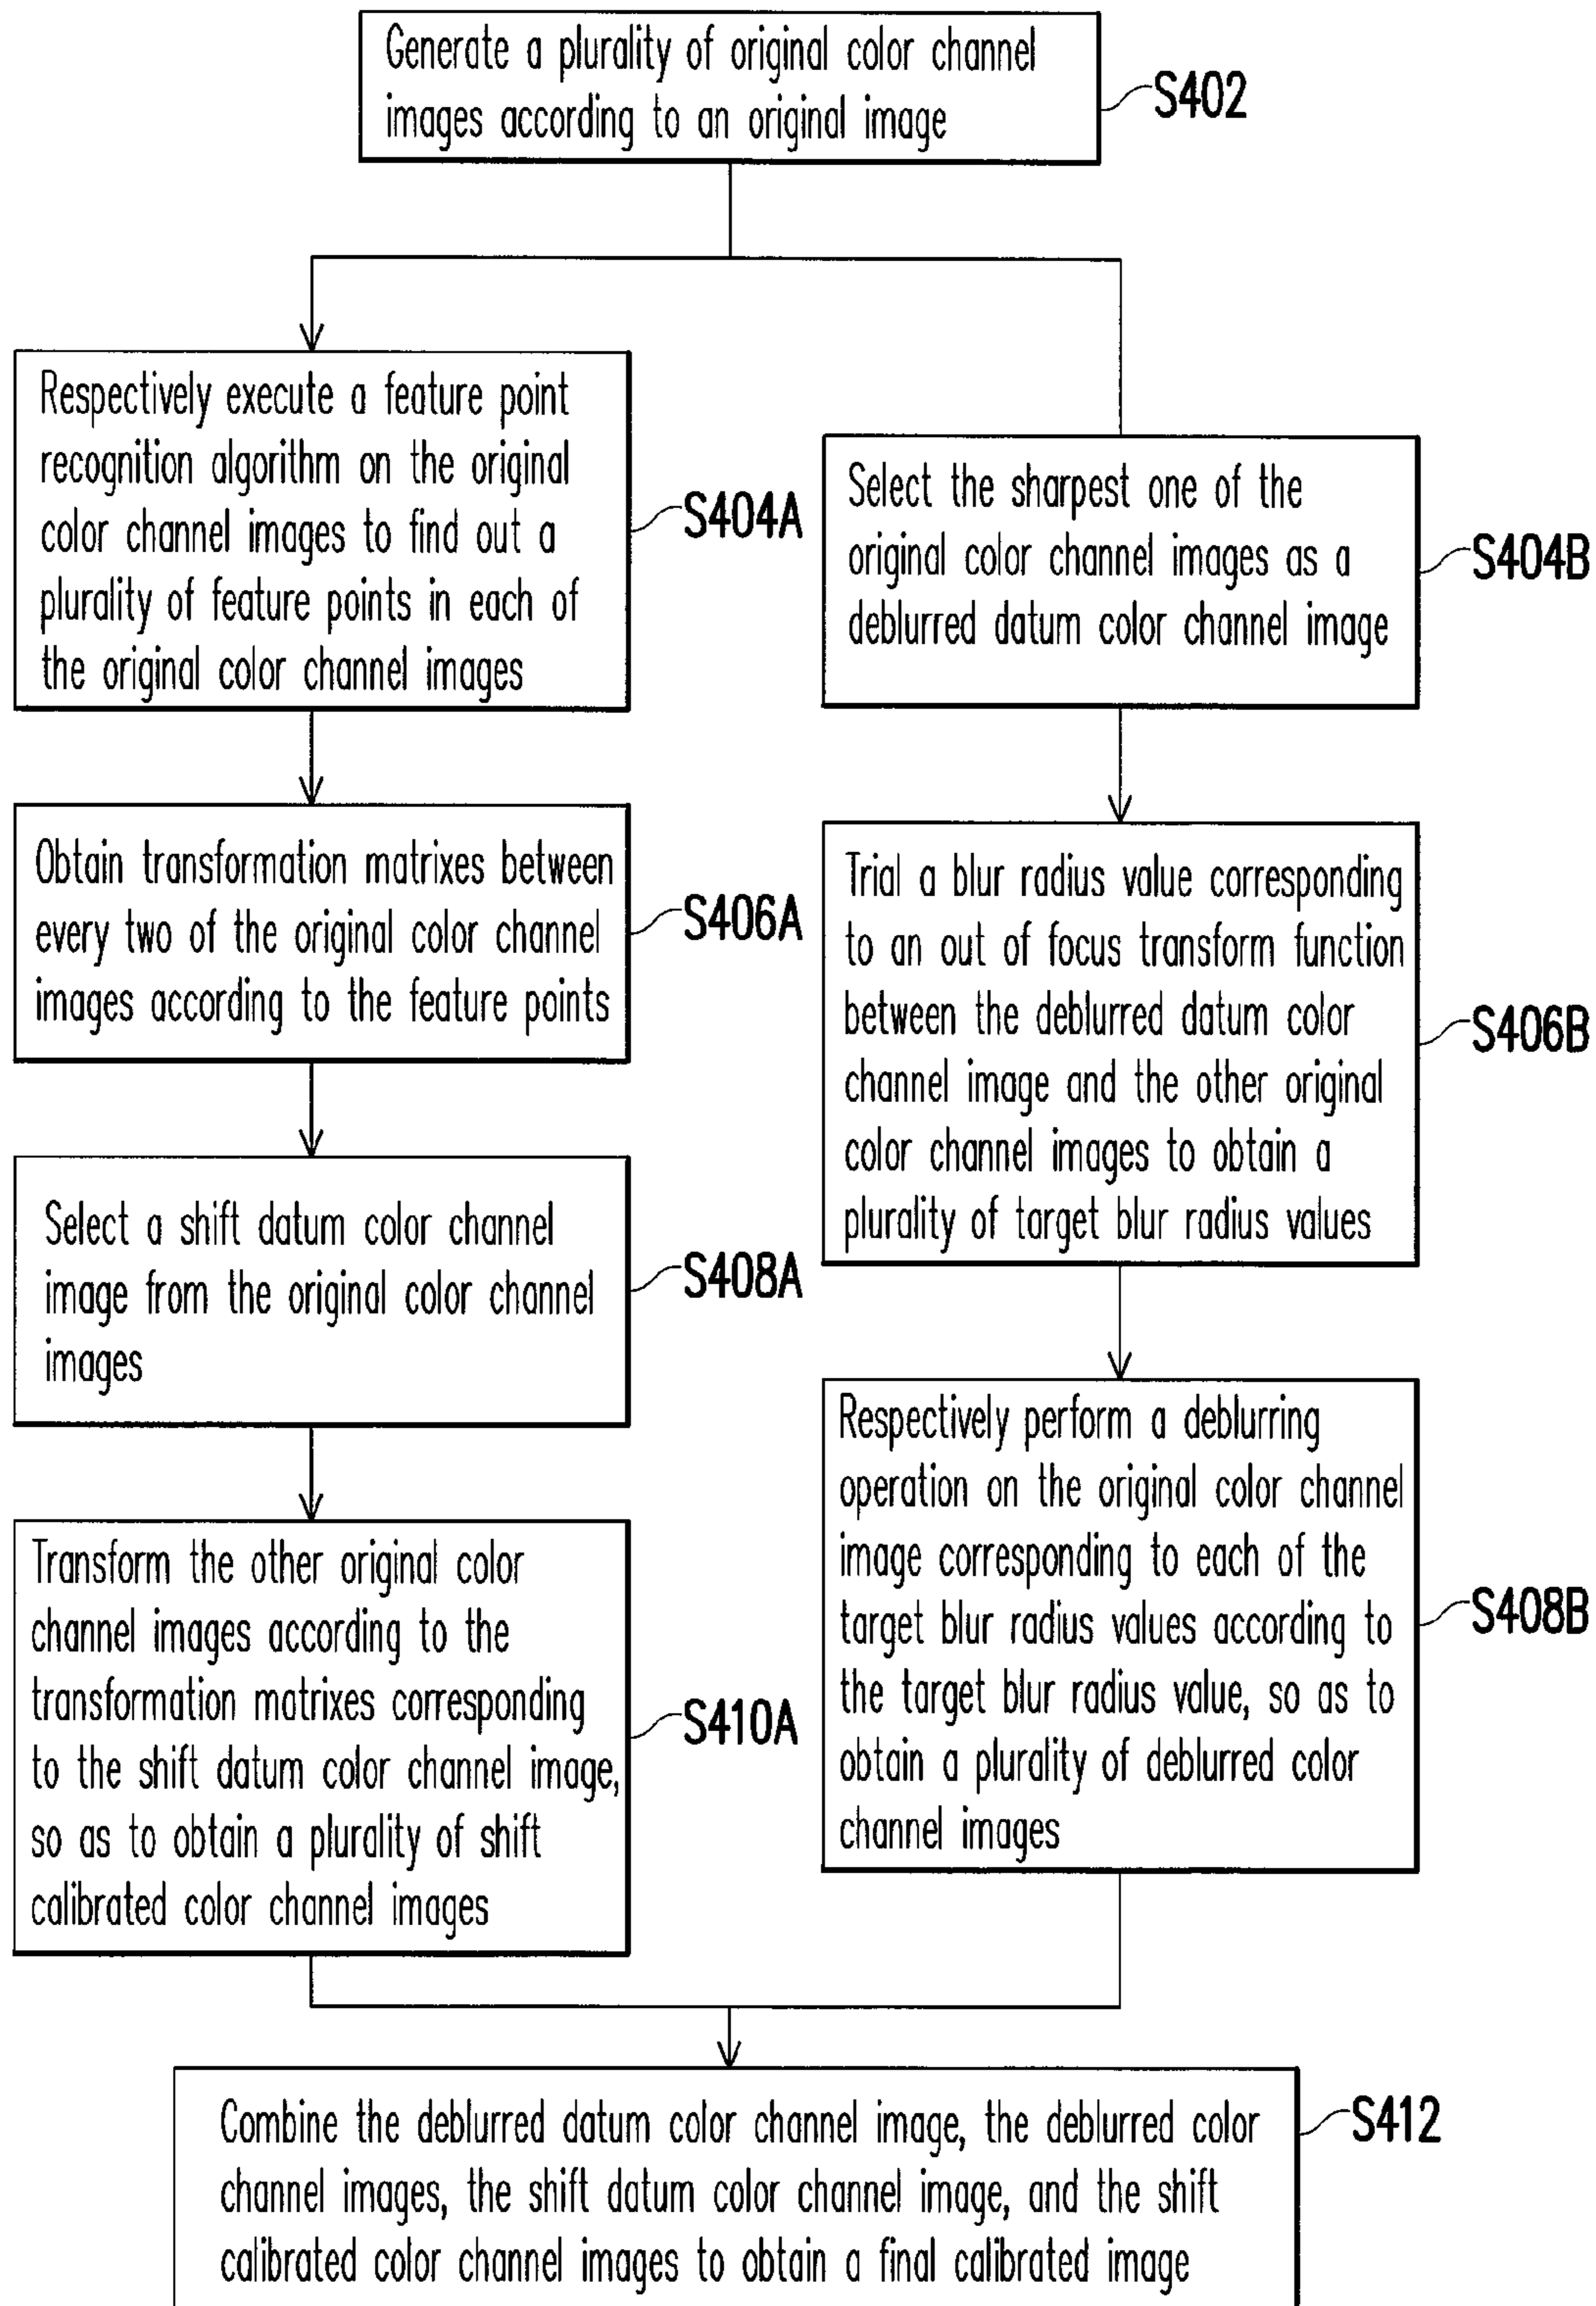 Generate a plurality of original color channel
images according to an original image
S402
Respectively execute a feature point
recognition algorithm on the original
color channel images to find out a
plurality of feature points in each of
the original color channel images
S404A
Obtain transformation matrixes between
every two of the original color channel
images according to the feature points
S406A
Select a shift datum color channel
image from the original color channel
images
S408A
Transform the other original color
channel images according to the
transformation matrixes corresponding
to the shift datum color channel image,
so as to obtain a plurality of shift
calibrated color channel images
S410A
Select the sharpest one of the
original color channel images as a
deblurred datum color channel image
S404B
Trial a blur radius value corresponding
to an out of focus transform function
between the deblurred datum color
channel image and the other original
color channel images to obtain a
plurality of target blur radius values
S406B
Respectively perform a deblurring
operation on the original color channel
image corresponding to each of the
target blur radius values according to
the target blur radius value, so as to
obtain a plurality of deblurred color
channel images
S408B
Combine the deblurred datum color channel image, the deblurred color
channel images, the shift datum color channel image, and the shift
calibrated color channel images to obtain a final calibrated image
S412